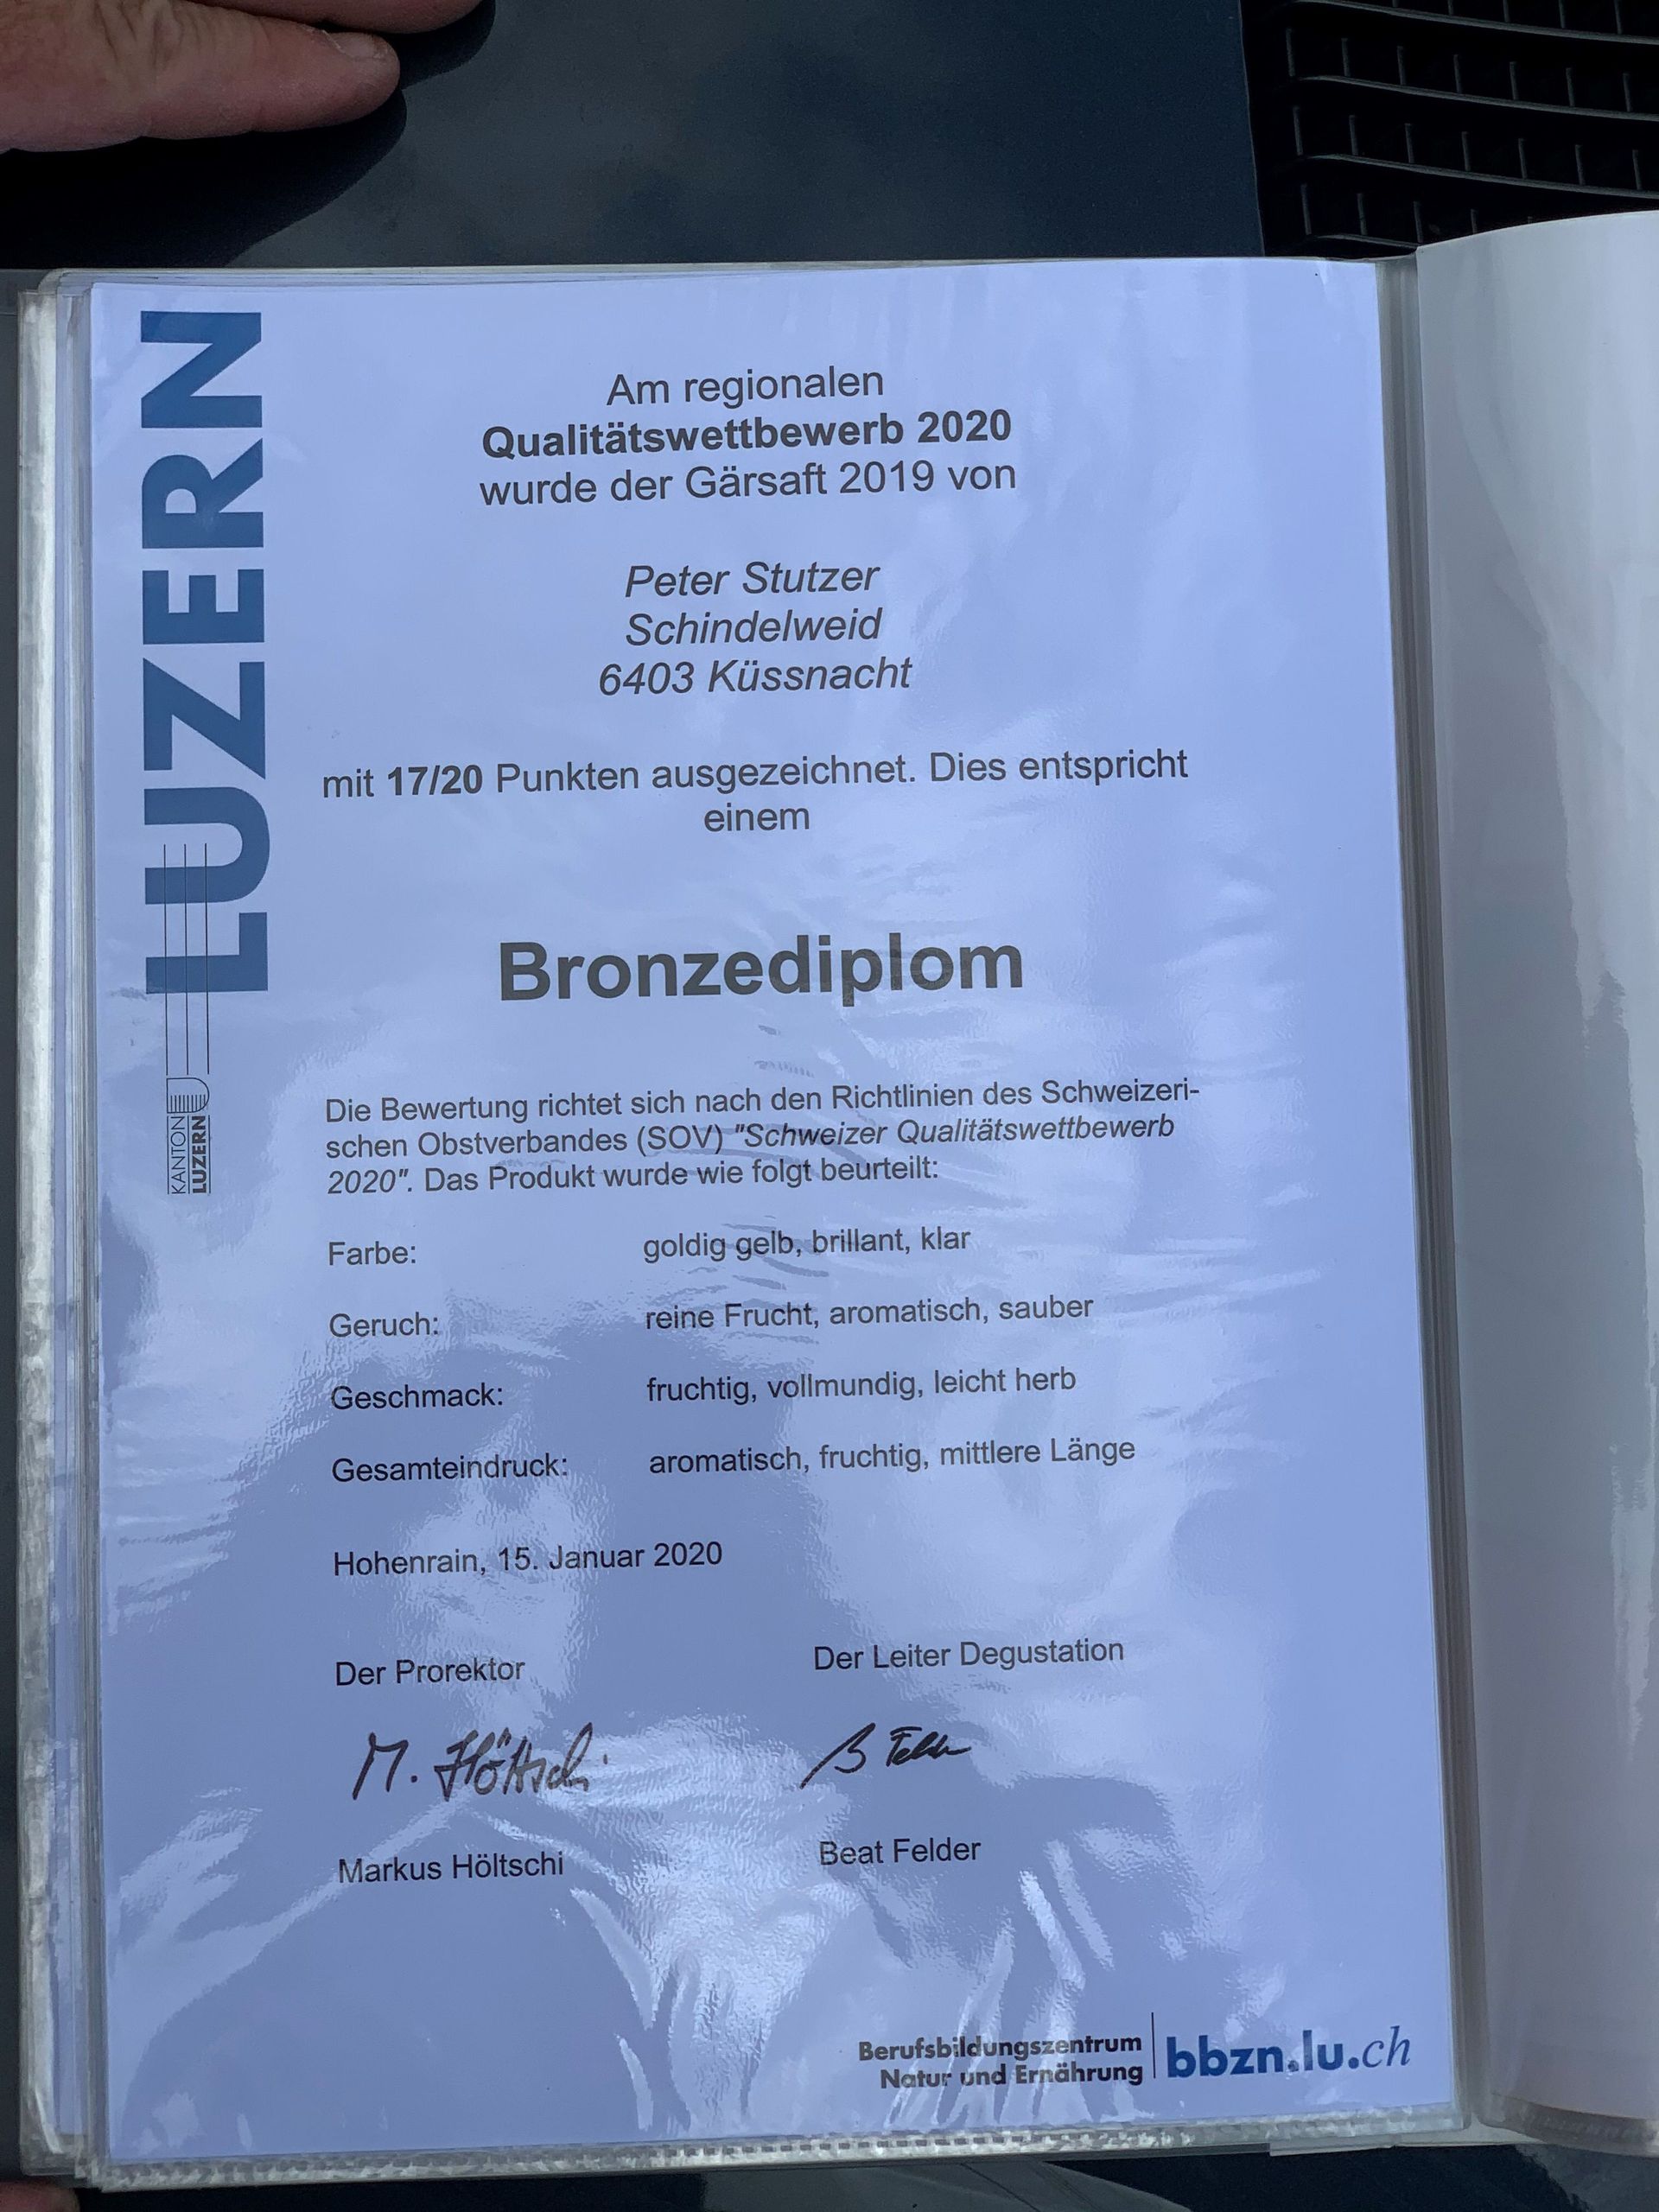 LUZERN
KANTON
LUZERN
Am regionalen
Qualitätswettbewerb 2020
wurde der Gärsaft 2019 von
Peter Stutzer
Schindelweid
6403 Küssnacht
mit 17/20 Punkten ausgezeichnet. Dies entspricht
einem
Bronzediplom
Die Bewertung richtet sich nach den Richtlinien des Schweizeri-
schen Obstverbandes (SOV) "Schweizer Qualitätswettbewerb
2020". Das Produkt wurde wie folgt beurteilt:
Farbe: goldig gelb, brillant, klar
Geruch: reine Frucht, aromatisch, sauber
Geschmack: fruchtig, vollmundig, leicht herb
Gesamteindruck: aromatisch, fruchtig, mittlere Länge
Hohenrain, 15. Januar 2020
Der Prorektor Der Leiter Degustation
M. Höltschi B Felder
Markus Höltschi Beat Felder
Berufsbildungszentrum
Natur und Ernährung
bbzn.lu.ch